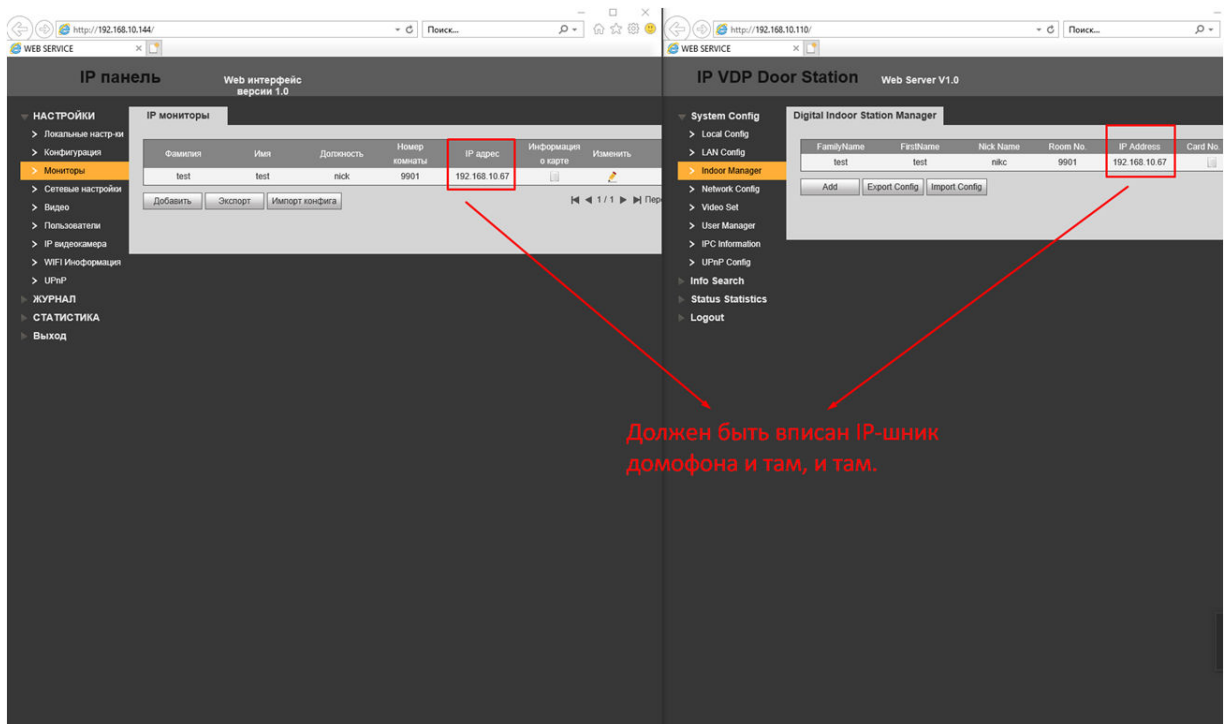 http://192.168.10.144/
Поиск...
WEB SERVICE
IP панель
Web интерфейс
версии 1.0
НАСТРОЙКИ
Локальные настр-ки
Конфигурация
Мониторы
Сетевые настройки
Видео
Пользователи
IP видеокамера
WIFI Иноформация
UPnP
ЖУРНАЛ
СТАТИСТИКА
Выход
IP мониторы
Фамилия Имя Должность Номер комнаты IP адрес Информация о карте Изменить
test test nick 9901 192.168.10.67
Добавить Экспорт Импорт конфига
1 / 1 Пер
http://192.168.10.110/
Поиск...
WEB SERVICE
IP VDP Door Station
Web Server V1.0
System Config
Local Config
LAN Config
Indoor Manager
Network Config
Video Set
User Manager
IPC Information
UPnP Config
Info Search
Status Statistics
Logout
Digital Indoor Station Manager
FamilyName FirstName Nick Name Room No. IP Address Card No.
test test nikc 9901 192.168.10.67
Add Export Config Import Config
Должен быть вписан IP-шник
домофона и там, и там.